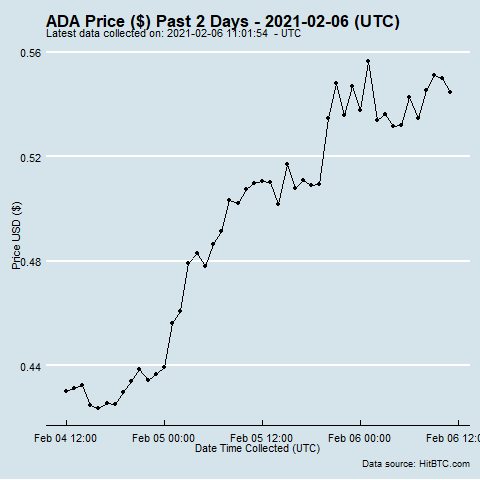 ADA Price ($) Past 2 Days - 2021-02-06 (UTC)
Latest data collected on: 2021-02-06 11:01:54 - UTC
0.56
0.52
0.48
0.44
Price USD ($)
Feb 04 12:00 Feb 05 00:00 Feb 05 12:00 Feb 06 00:00 Feb 06 12:
Date Time Collected (UTC)
Data source: HitBTC.com